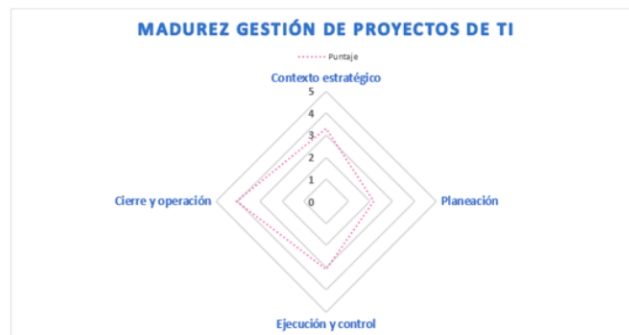 MADUREZ GESTIÓN DE PROYECTOS DE TI
Puntaje
Contexto estratégico
5
4
3
2
1
0
Cierre y operación
Planeación
Ejecución y control